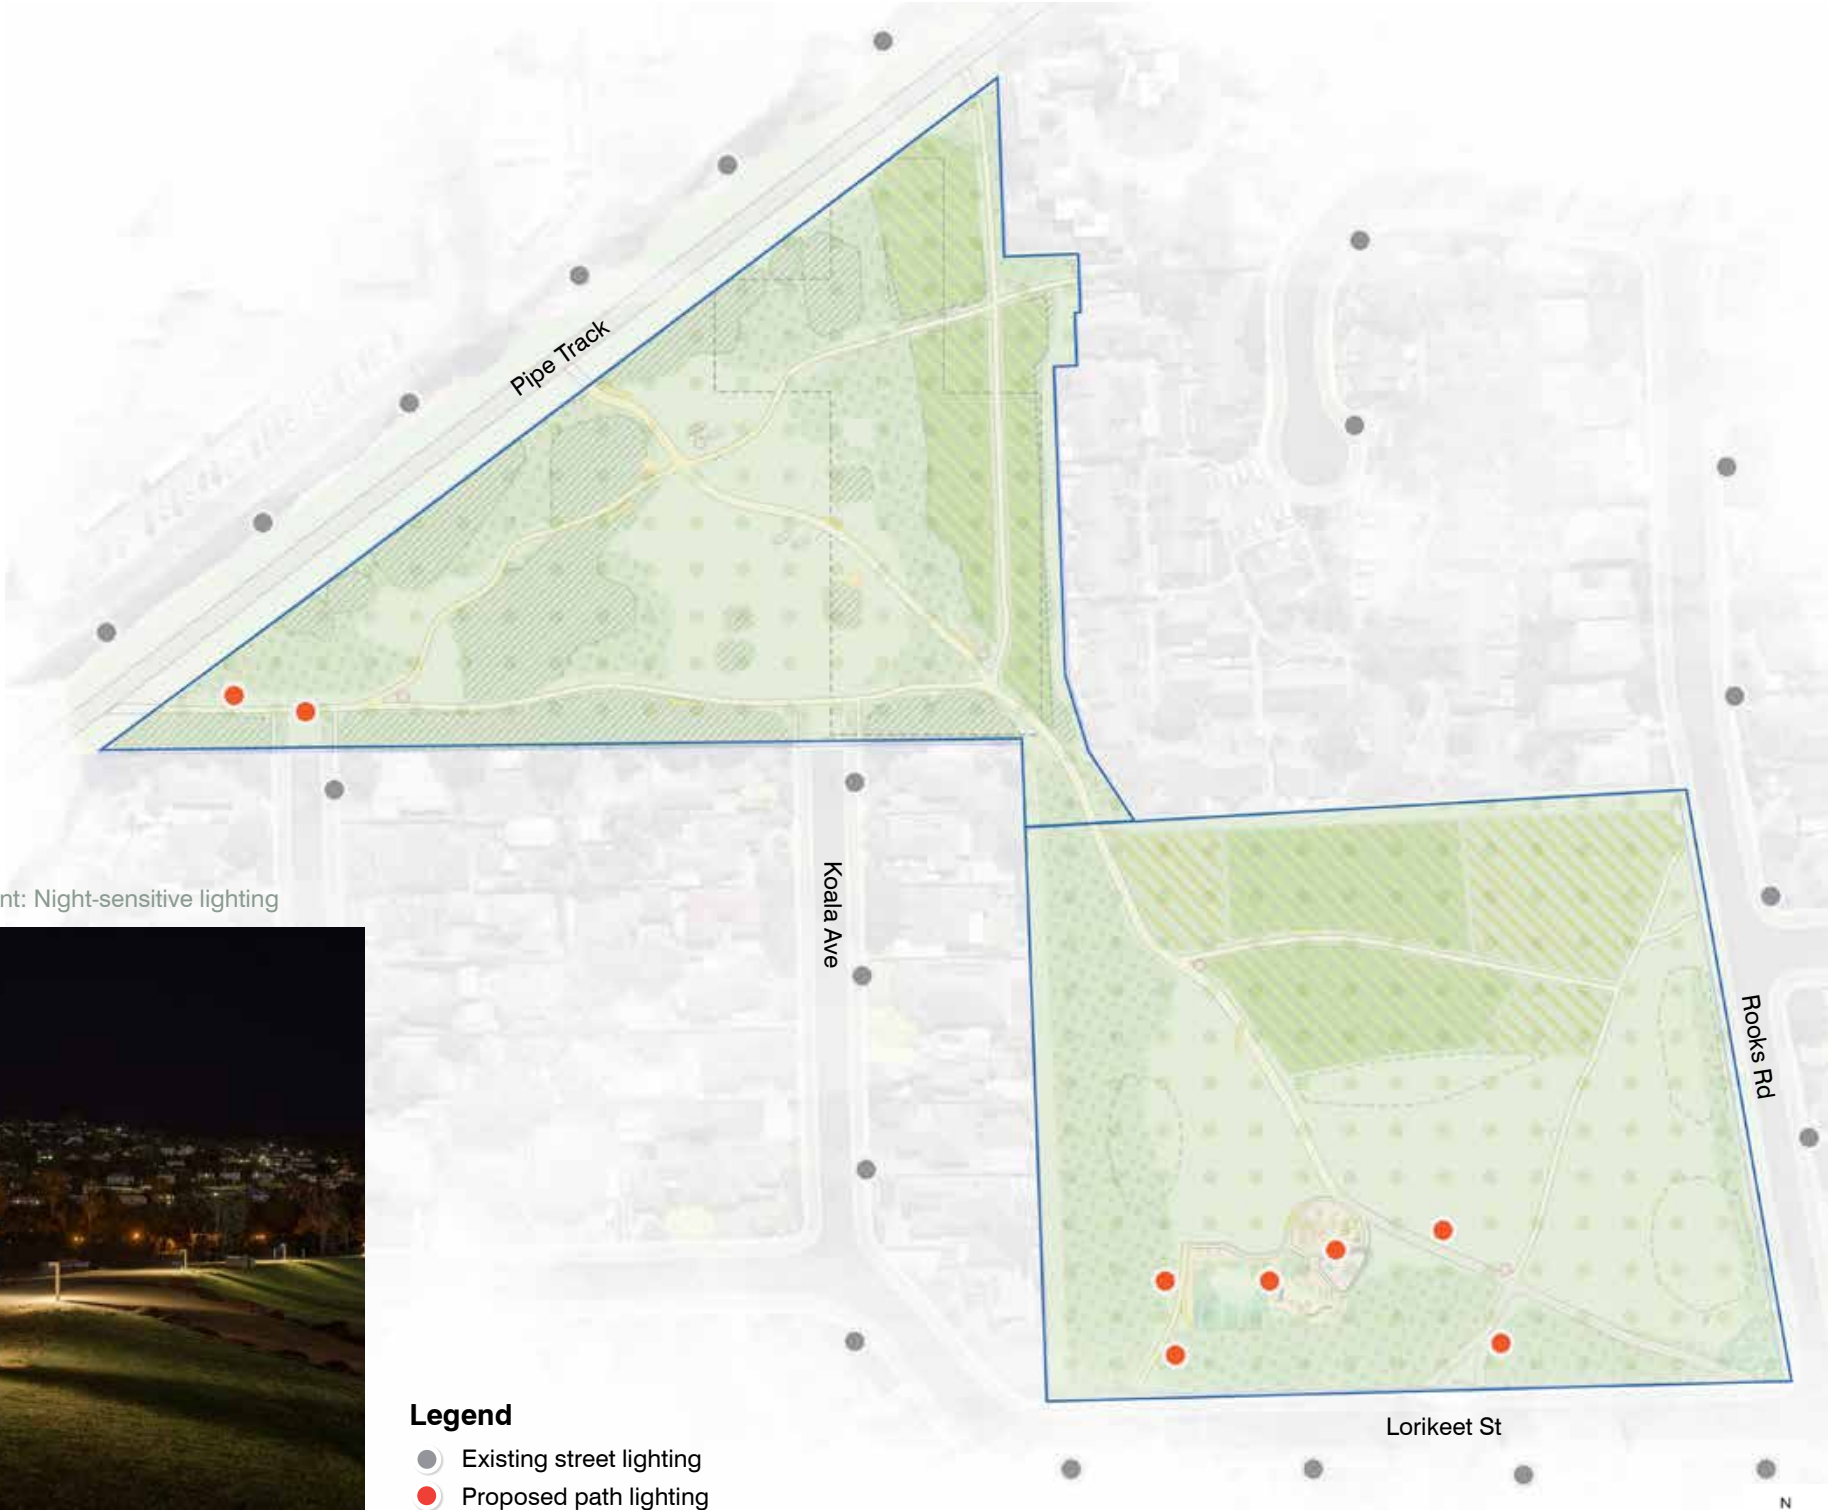 Pipe Track
Koala Ave
nt: Night-sensitive lighting
Rooks Rd
Legend
Existing street lighting
Proposed path lighting
Lorikeet St
N